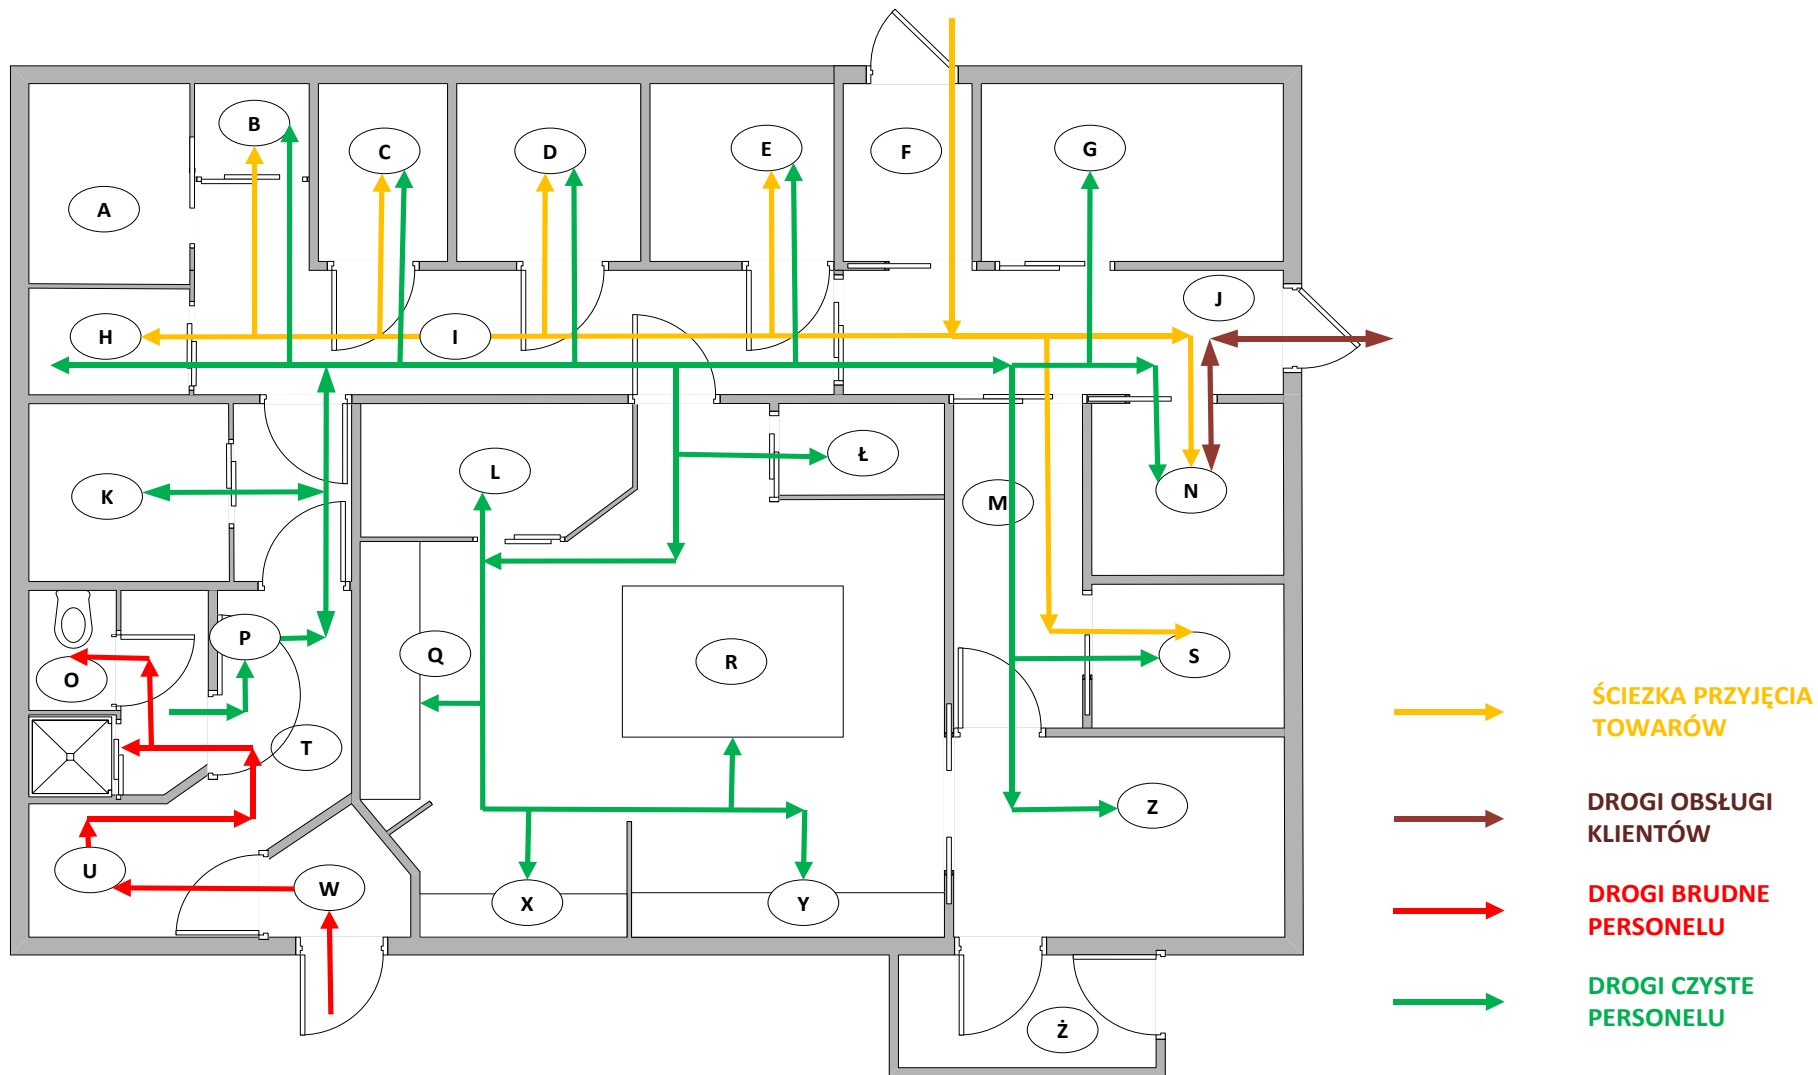 B
C
D
E
F
G
A
J
H
I
K
L
Ł
M
N
O
P
Q
R
S
T
U
W
X
Y
Z
Ż
ŚCIEZKA PRZYJĘCIA
TOWARÓW
DROGI OBSŁUGI
KLIENTÓW
DROGI BRUDNE
PERSONELU
DROGI CZYSTE
PERSONELU